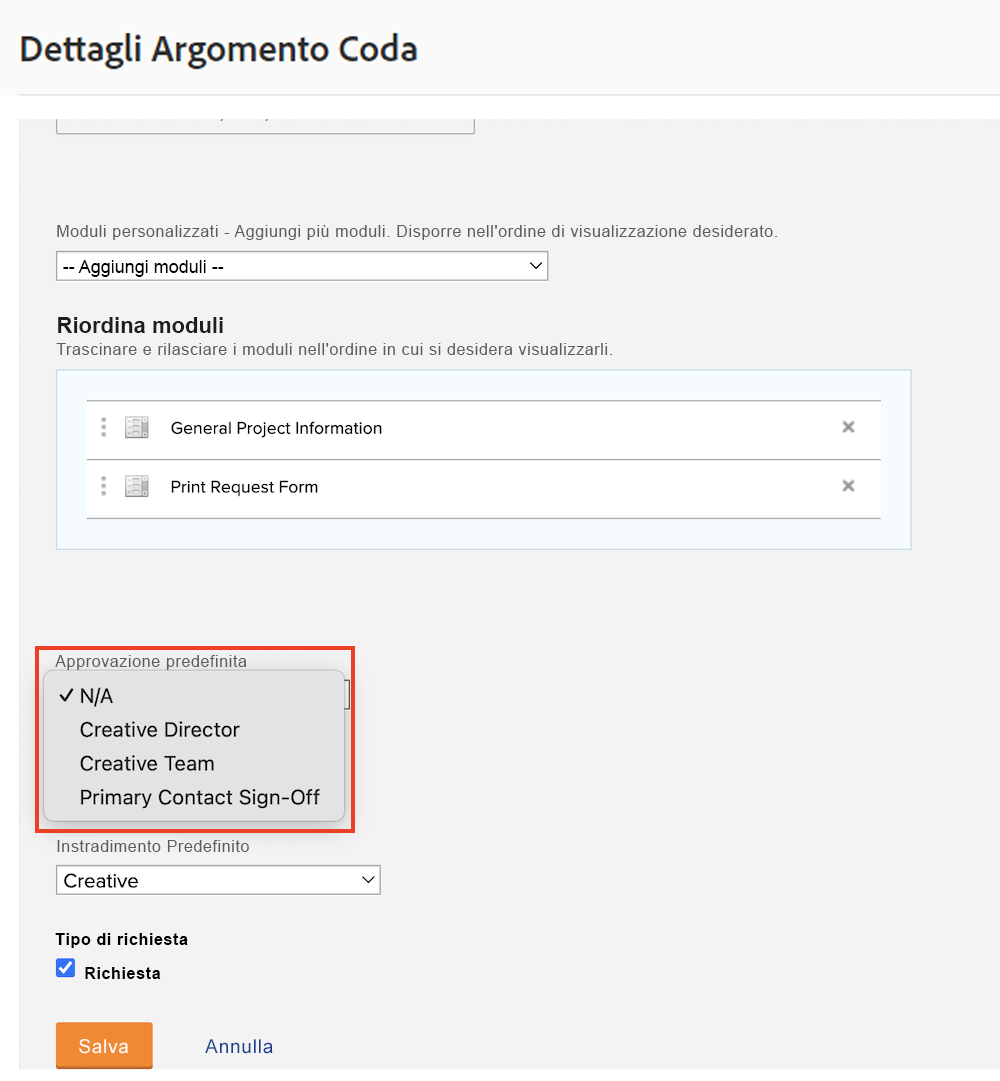 Dettagli Argomento Coda
Moduli personalizzati - Aggiungi più moduli. Disporre nell'ordine di visualizzazione desiderato.
-- Aggiungi moduli --
Riordina moduli
Trascinare e rilasciare i moduli nell'ordine in cui si desidera visualizzarli.
General Project Information
Print Request Form
Approvazione predefinita
N/A
Creative Director
Creative Team
Primary Contact Sign-Off
Instradimento Predefinito
Creative
Tipo di richiesta
Richiesta
Salva Annulla